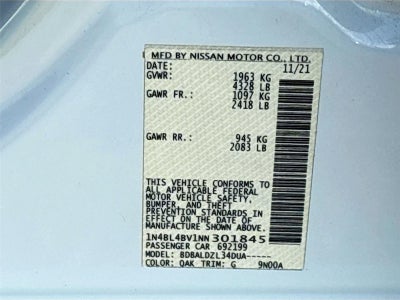 MFD BY NISSAN MOTOR CO., LTD.
DATE: 11/21
GVWR: 1963 KG
4328 LB
GAWR FR.: 1097 KG
2418 LB
GAWR RR.: 945 KG
2083 LB
THIS VEHICLE CONFORMS TO
ALL APPLICABLE FEDERAL
MOTOR VEHICLE SAFETY,
BUMPER, AND THEFT
PREVENTION STANDARDS IN
EFFECT ON THE DATE OF
MANUFACTURE SHOWN ABOVE.
1N4BL4BV1NN301845
PASSENGER CAR 692199
MODEL: BDBALDZL34DUA-----
COLOR: QAK TRIM: G 9N00A